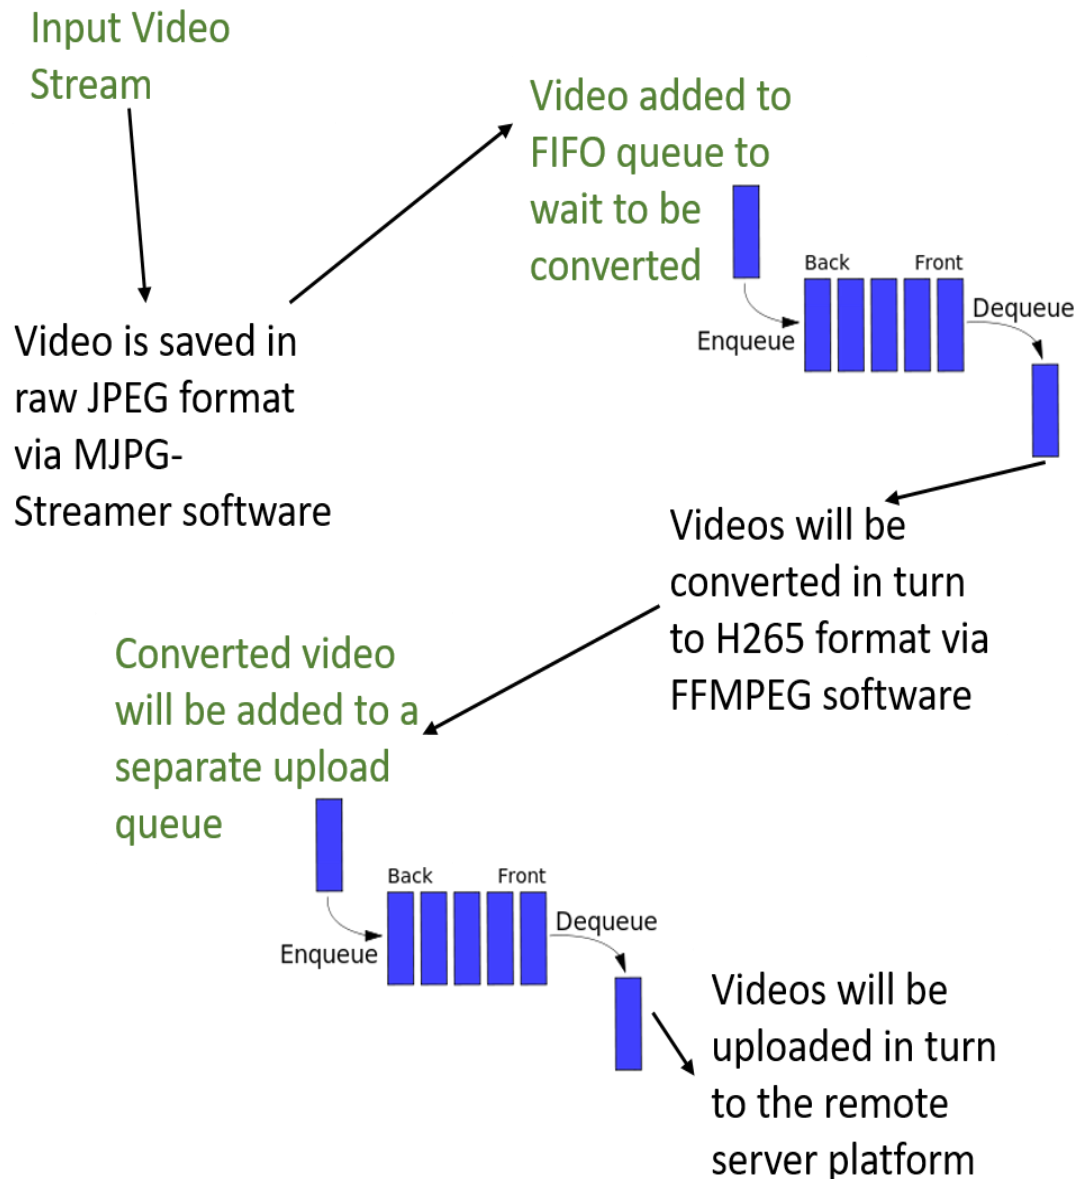 Input Video
Stream
Video is saved in
raw JPEG format
via MJPG-
Streamer software
Video added to
FIFO queue to
wait to be
converted
Back
Front
Enqueue
Dequeue
Videos will be
converted in turn
to H265 format via
FFMPEG software
Converted video
will be added to a
separate upload
queue
Back
Front
Enqueue
Dequeue
Videos will be
uploaded in turn
to the remote
server platform